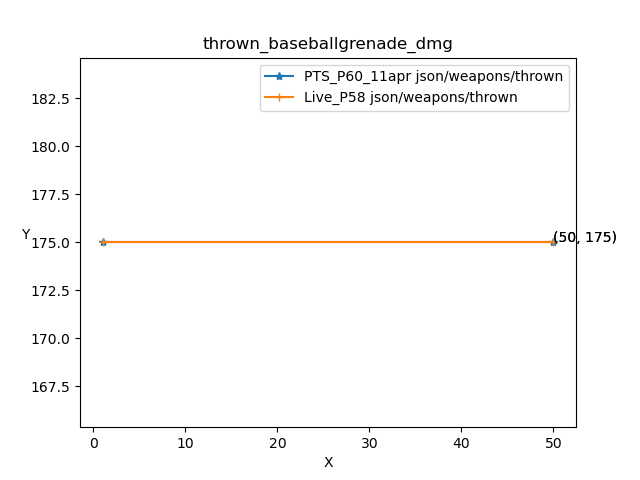 thrown_baseballgrenade_dmg
PTS_P60_11apr json/weapons/thrown
Live_P58 json/weapons/thrown
182.5
180.0
177.5
Y
175.0
(50, 175)
172.5
170.0
167.5
0
10
20
30
40
50
X